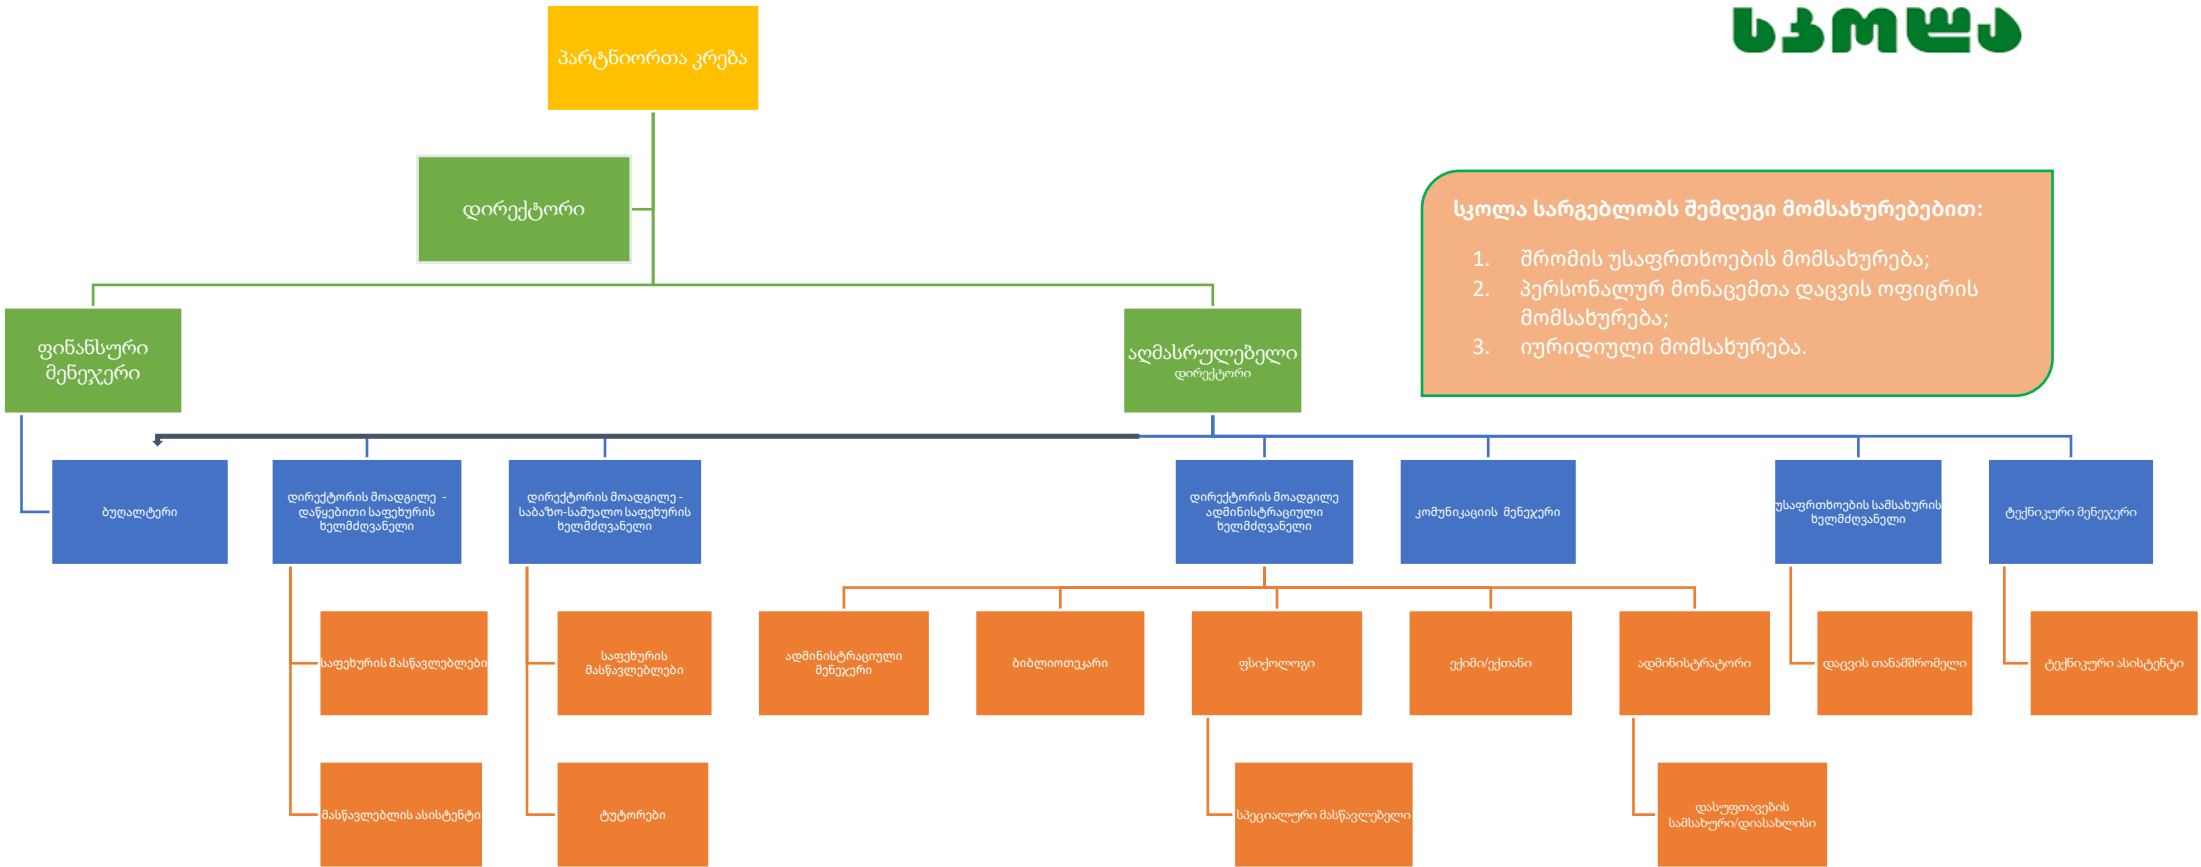 სკოლა
პარტნიორთა კრება
დირექტორი
სკოლა სარგებლობს შემდეგი მომსახურებებით:
1. შრომის უსაფრთხოების მომსახურება;
2. პერსონალურ მონაცემთა დაცვის ოფიცრის
მომსახურება;
3. იურიდიული მომსახურება.
ფინანსური
მენეჯერი
აღმასრულებელი
დირექტორი
ბუღალტერი
დირექტორის მოადგილე -
დაწყებითი საფეხურის
ხელმძღვანელი
დირექტორის მოადგილე -
საბაზო-საშუალო საფეხურის
ხელმძღვანელი
დირექტორის მოადგილე
ადმინისტრაციული
ხელმძღვანელი
კომუნიკაციის მენეჯერი
უსაფრთხოების სამსახურის
ხელმძღვანელი
ტექნიკური მენეჯერი
საფეხურის მასწავლებლები
საფეხურის
მასწავლებლები
ადმინისტრაციული
მენეჯერი
ბიბლიოთეკარი
ფსიქოლოგი
ექიმი/ექთანი
ადმინისტრატორი
დაცვის თანამშრომელი
ტექნიკური ასისტენტი
მასწავლებლის ასისტენტი
ტუტორები
სპეციალური მასწავლებელი
დასუფთავების
სამსახური/დიასახლისი